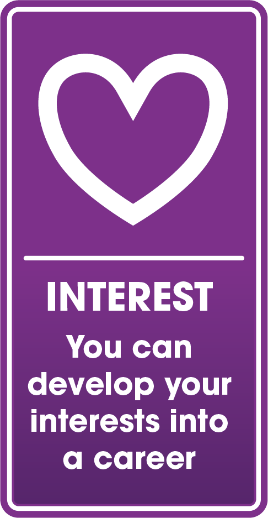 INTEREST
You can
develop your
interests into
a career